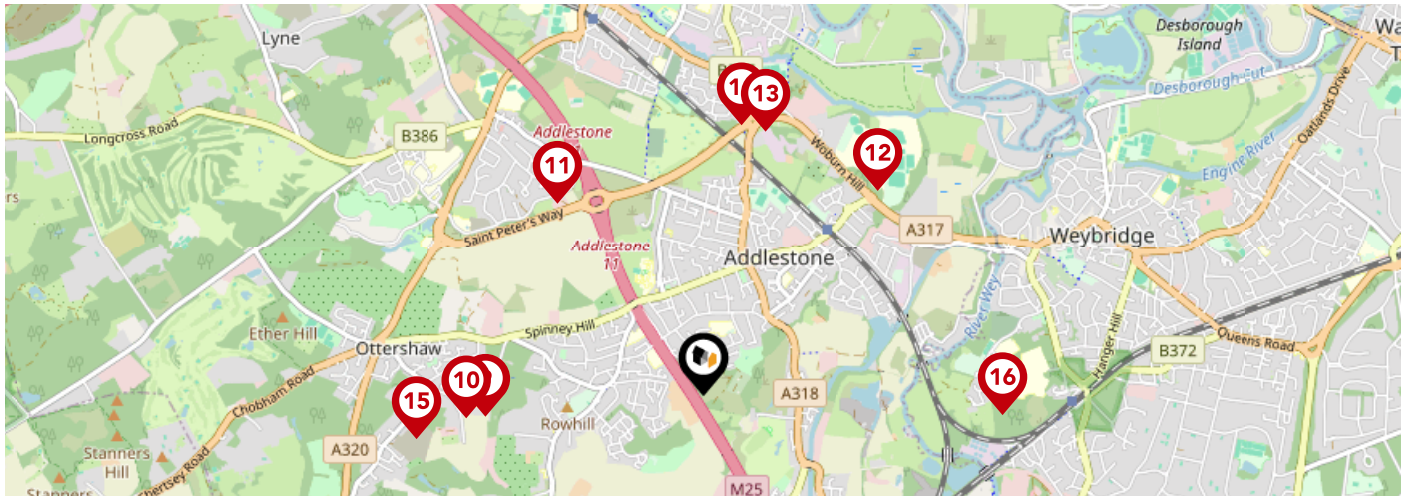 Lyne
Desborough
Island
Wa
T
Desborough Cut
Oatlands Drive
Longcross Road
B386
Addlestone
13
Engine River
11
12
Woburn Hill
Saint Peter's Way
Addlestone
11
A317
Weybridge
Addlestone
River Wey
Ether Hill
Spinney Hill
Ottershaw
Hanger Hill
B372
Queens Road
Chobham Road
10
15
16
A318
Rowhill
A320
Stanners
Hill
M25
Stanners